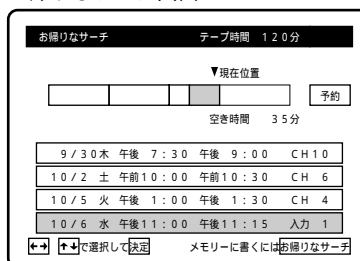 お帰りなサーチ テープ時間 120分
▼現在位置
予約
空き時間 35分
9/30木 午後 7:30 午後 9:00 CH10
10/2 土 午前10:00 午前10:30 CH 6
10/5 火 午後 1:00 午後 1:30 CH 4
10/6 水 午後11:00 午後11:15 入力 1
←→ ↑↓で選択して決定 メモリーに書くにはお帰りなサーチ